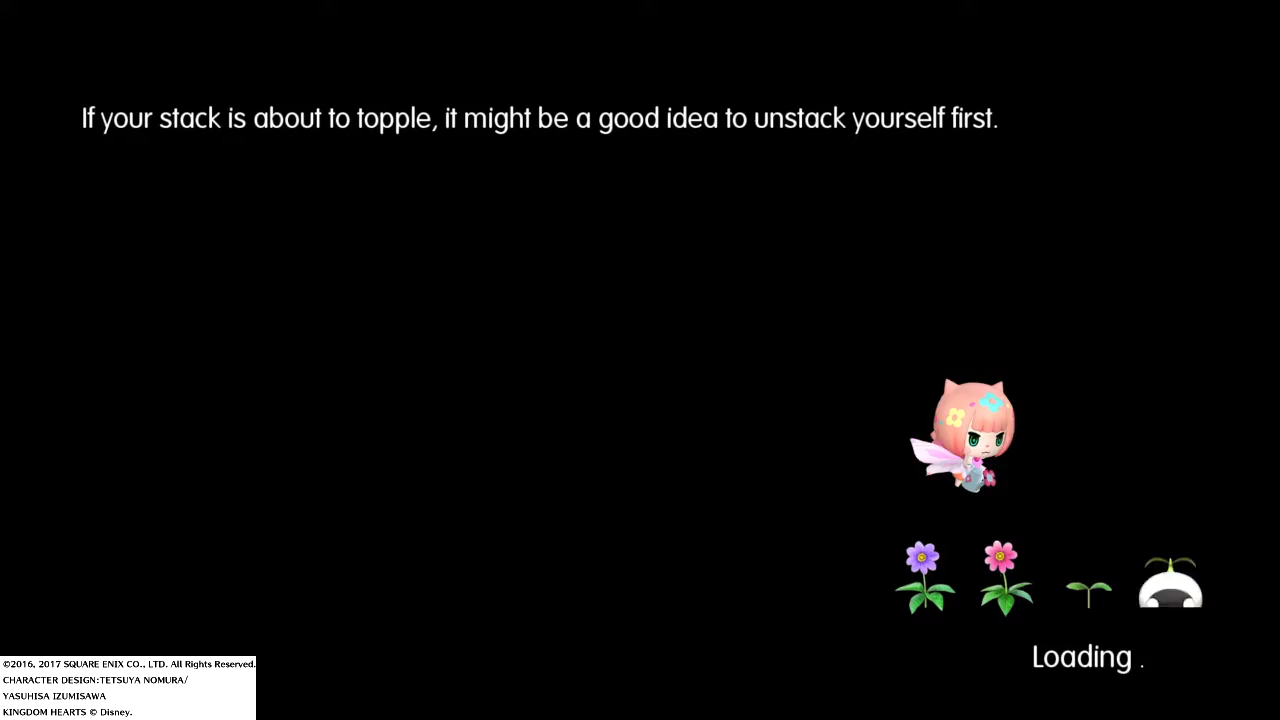 If your stack is about to topple, it might be a good idea to unstack yourself first.
Loading .
©2016, 2017 SQUARE ENIX CO., LTD. All Rights Reserved.
CHARACTER DESIGN:TETSUYA NOMURA/
YASUHISA IZUMISAWA
KINGDOM HEARTS © Disney.